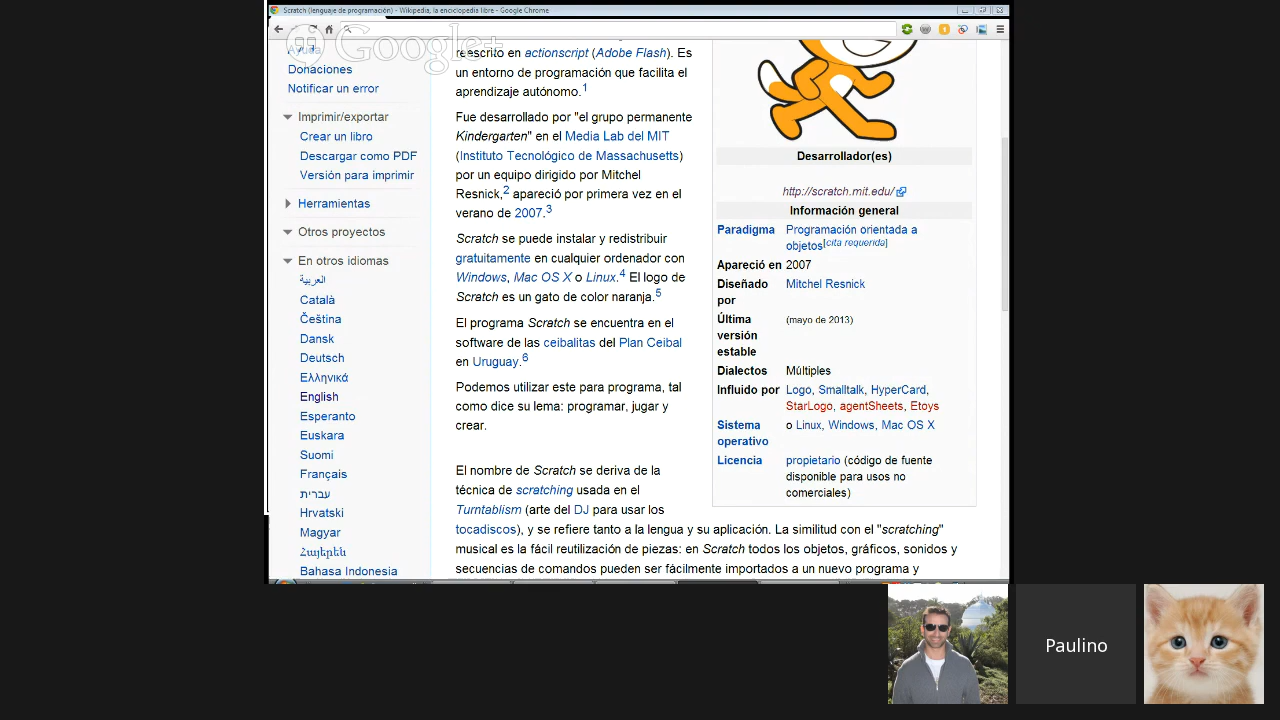 Scratch (lenguaje de programación) - Wikipedia, la enciclopedia libre - Google Chrome
Google+
Ayuda
Donaciones
Notificar un error
Imprimir/exportar
Crear un libro
Descargar como PDF
Versión para imprimir
Herramientas
Otros proyectos
En otros idiomas
العربية
Català
Čeština
Dansk
Deutsch
Ελληνικά
English
Esperanto
Euskara
Suomi
Français
עברית
Hrvatski
Magyar
Հայերեն
Bahasa Indonesia
reescrito en actionscript (Adobe Flash). Es
un entorno de programación que facilita el
aprendizaje autónomo.1
Fue desarrollado por "el grupo permanente
Kindergarten" en el Media Lab del MIT
(Instituto Tecnológico de Massachusetts)
por un equipo dirigido por Mitchel
Resnick,2 apareció por primera vez en el
verano de 2007.3
Scratch se puede instalar y redistribuir
gratuitamente en cualquier ordenador con
Windows, Mac OS X o Linux.4 El logo de
Scratch es un gato de color naranja.5
El programa Scratch se encuentra en el
software de las ceibalitas del Plan Ceibal
en Uruguay.6
Podemos utilizar este para programa, tal
como dice su lema: programar, jugar y
crear.
El nombre de Scratch se deriva de la
técnica de scratching usada en el
Turntablism (arte del DJ para usar los
tocadiscos), y se refiere tanto a la lengua y su aplicación. La similitud con el "scratching"
musical es la fácil reutilización de piezas: en Scratch todos los objetos, gráficos, sonidos y
secuencias de comandos pueden ser fácilmente importados a un nuevo programa y
Desarrollador(es)
http://scratch.mit.edu/
Información general
Paradigma Programación orientada a
objetos[cita requerida]
Apareció en 2007
Diseñado Mitchel Resnick
por
Última (mayo de 2013)
versión
estable
Dialectos Múltiples
Influido por Logo, Smalltalk, HyperCard,
StarLogo, agentSheets, Etoys
Sistema o Linux, Windows, Mac OS X
operativo
Licencia propietario (código de fuente
disponible para usos no
comerciales)
Paulino